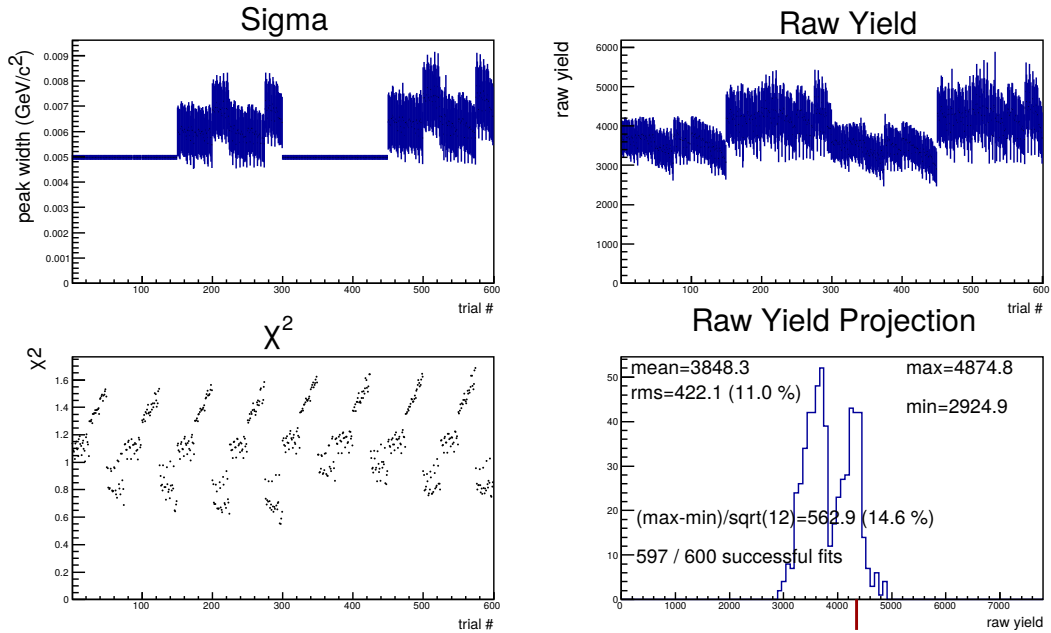 Sigma
peak width (GeV/c²)
0.009
0.008
0.007
0.006
0.005
0.004
0.003
0.002
0.001
0
100 200 300 400 500 600
trial #
Raw Yield
raw yield
6000
5000
4000
3000
2000
1000
0
100 200 300 400 500 600
trial #
χ²
χ2
1.6
1.4
1.2
1
0.8
0.6
0.4
0.2
0
100 200 300 400 500 600
trial #
Raw Yield Projection
50
40
30
20
10
0
mean=3848.3
rms=422.1 (11.0 %)
max=4874.8
min=2924.9
(max-min)/sqrt(12)=562.9 (14.6 %)
597 / 600 successful fits
0 1000 2000 3000 4000 5000 6000 7000
raw yield